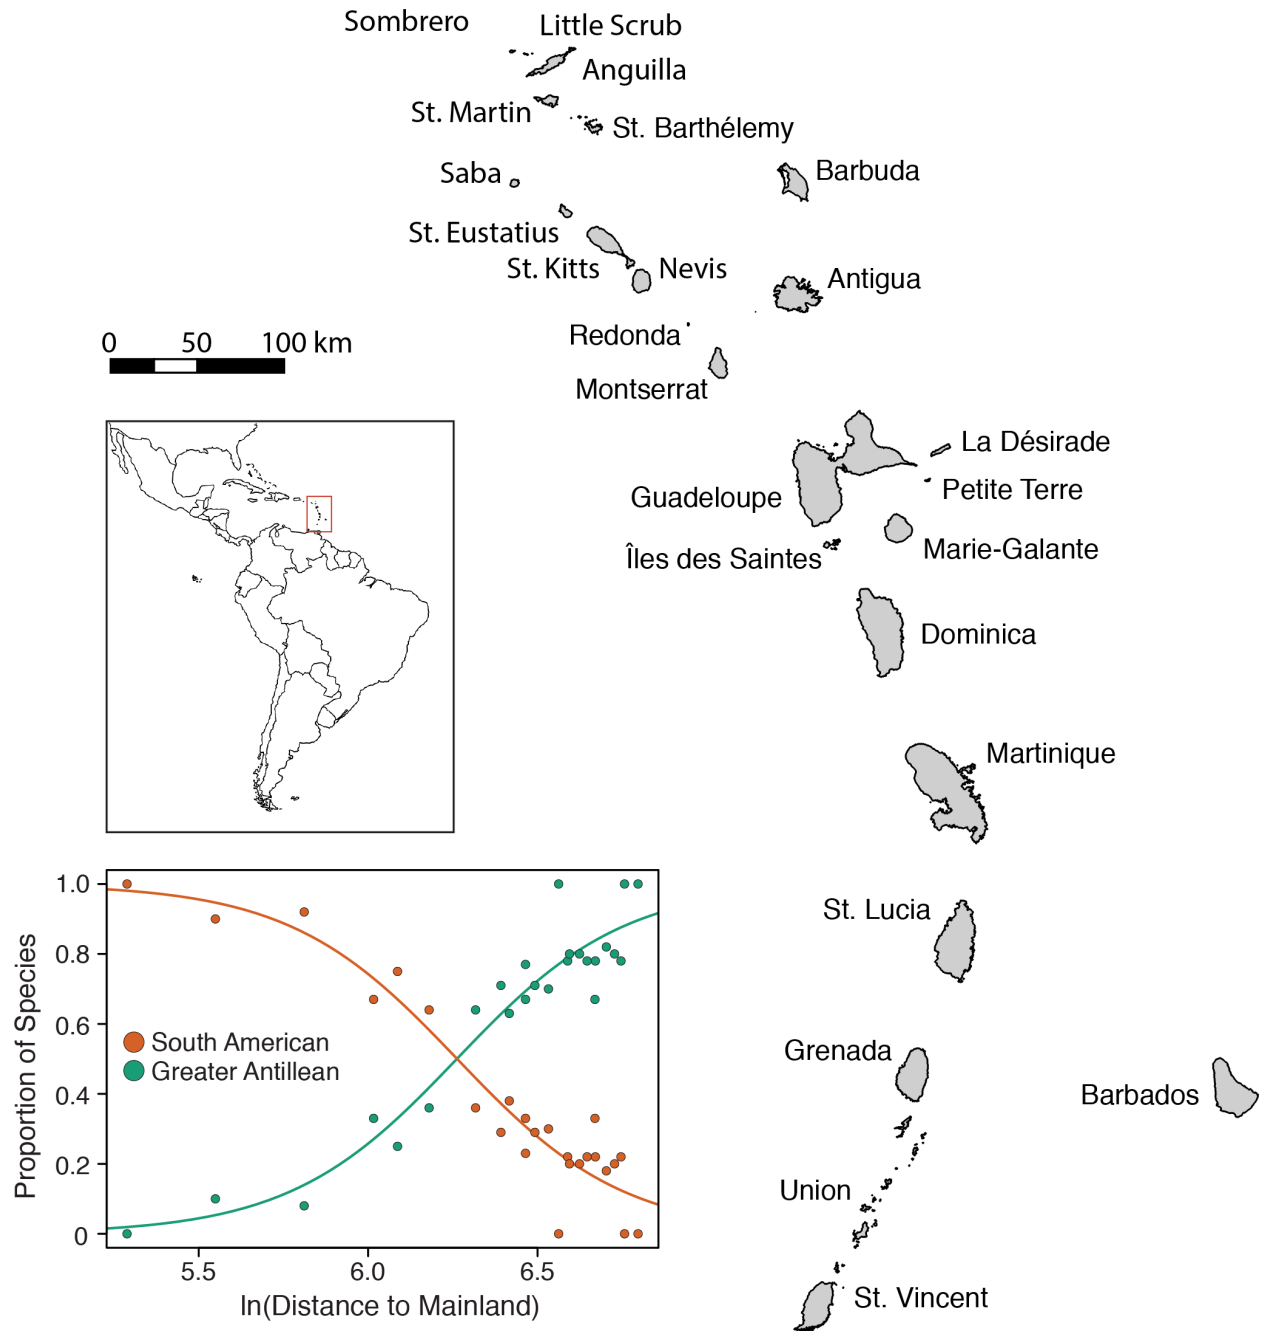 Sombrero
Little Scrub
Anguilla
St. Martin
St. Barthélemy
Saba
Barbuda
St. Eustatius
St. Kitts
Nevis
Antigua
Redonda
0 50 100 km
Montserrat
La Désirade
Petite Terre
Guadeloupe
Îles des Saintes
Marie-Galante
Dominica
Martinique
St. Lucia
Grenada
Barbados
Union
St. Vincent
Proportion of Species
1.0
0.8
0.6
0.4
0.2
0
South American
Greater Antillean
5.5 6.0 6.5
ln(Distance to Mainland)